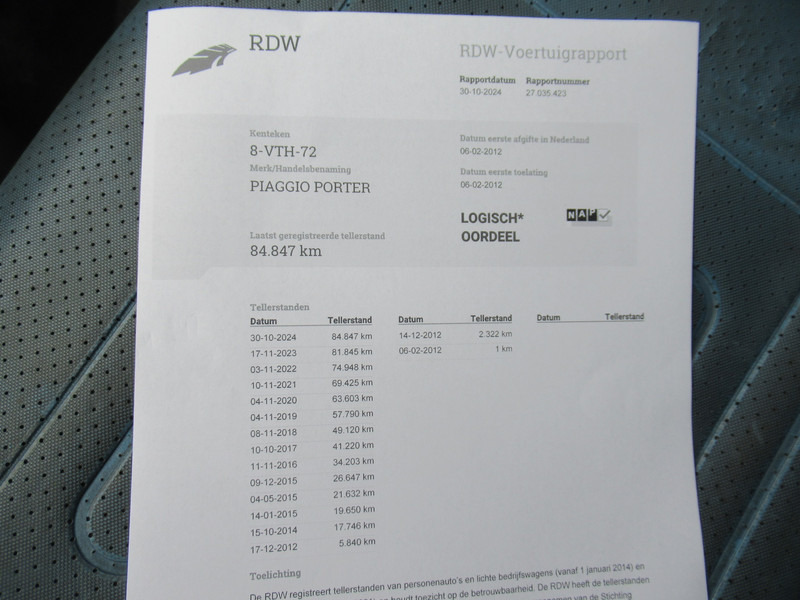 RDW
RDW-Voertuigrapport
Rapportdatum Rapportnummer
30-10-2024 27.035.423
Kenteken
8-VTH-72
Merk/Handelsbenaming
PIAGGIO PORTER
Datum eerste afgifte in Nederland
06-02-2012
Datum eerste toelating
06-02-2012
LOGISCH*
OORDEEL
NAP
Laatst geregistreerde tellerstand
84.847 km
Tellerstanden
Datum Tellerstand Datum Tellerstand Datum Tellerstand
30-10-2024 84.847 km 14-12-2012 2.322 km
17-11-2023 81.845 km 06-02-2012 1 km
03-11-2022 74.948 km
10-11-2021 69.425 km
04-11-2020 63.603 km
04-11-2019 57.790 km
08-11-2018 49.120 km
10-10-2017 41.220 km
11-11-2016 34.203 km
09-12-2015 26.647 km
04-05-2015 21.632 km
14-01-2015 19.650 km
15-10-2014 17.746 km
17-12-2012 5.840 km
Toelichting
De RDW registreert tellerstanden van personenauto's en lichte bedrijfswagens (vanaf 1 januari 2014) en
houdt toezicht op de betrouwbaarheid. De RDW heeft de tellerstanden
van de Stichting